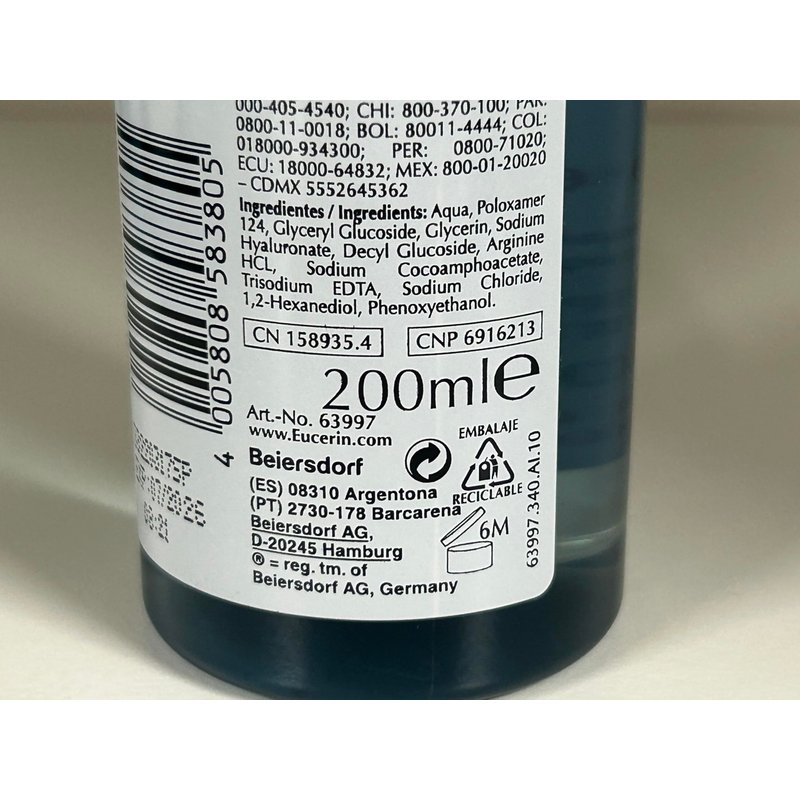 000-405-4540; CHI: 800-370-100; PAR:
0800-11-0018; BOL: 80011-4444; COL:
018000-934300; PER: 0800-71020;
ECU: 18000-64832; MEX: 800-01-20020
– CDMX 5552645362
Ingredientes / Ingredients: Aqua, Poloxamer
124, Glyceryl Glucoside, Glycerin, Sodium
Hyaluronate, Decyl Glucoside, Arginine
HCL, Sodium Cocoamphoacetate,
Trisodium EDTA, Sodium Chloride,
1,2-Hexanediol, Phenoxyethanol.
CN 158935.4 CNP 6916213
200ml℮
Art.-No. 63997
www.Eucerin.com
Beiersdorf
(ES) 08310 Argentona
(PT) 2730-178 Barcarena
Beiersdorf AG,
D-20245 Hamburg
® = reg. tm. of
Beiersdorf AG, Germany
EMBALAJE
RECICLABLE
6M
63997.340.AI.10
4 005808 583805
09:21